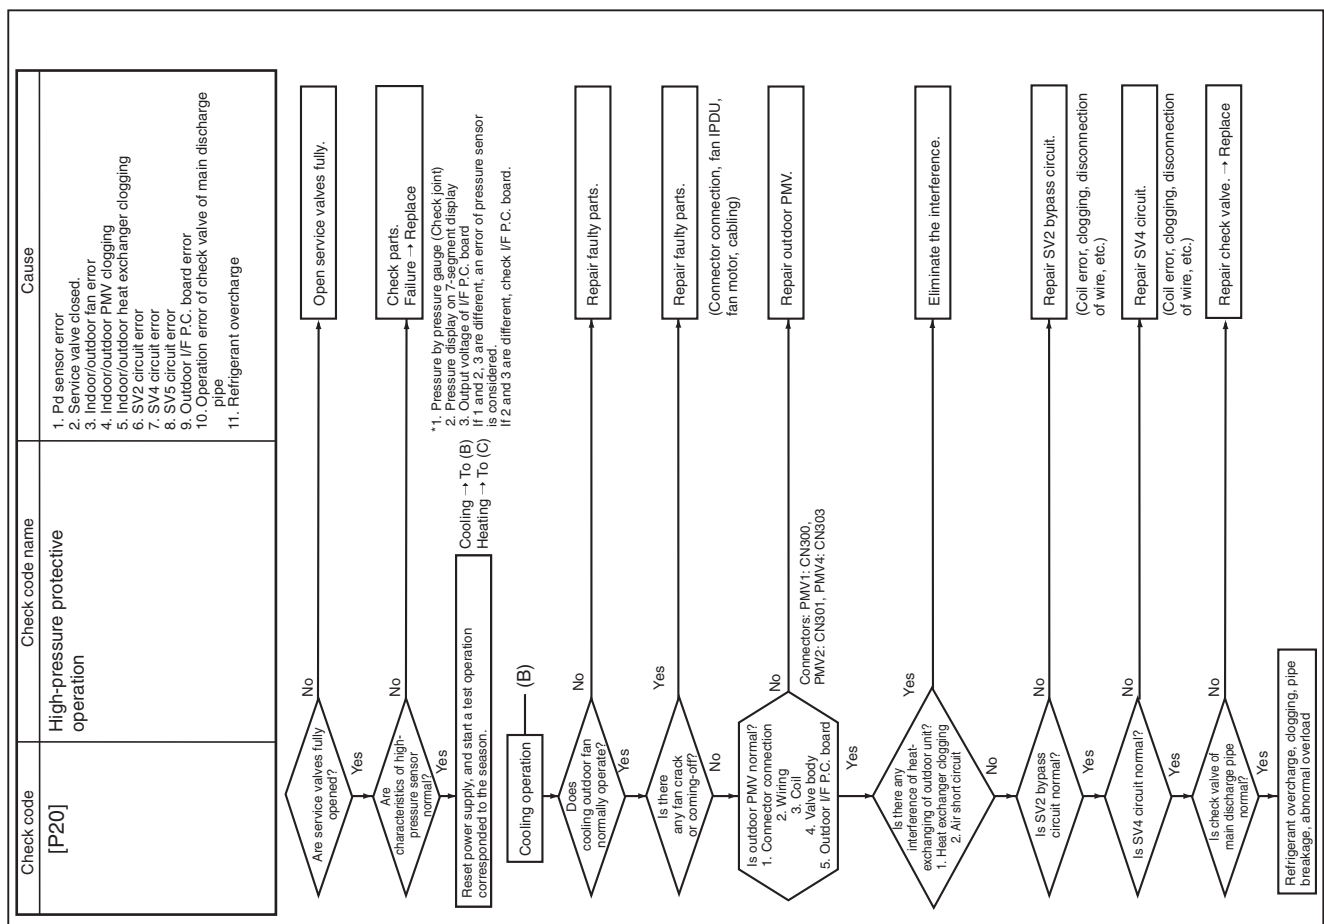 Check code
Check code name
Cause
[P20]
High-pressure protective
operation
1. Pd sensor error
2. Service valve closed.
3. Indoor/outdoor fan error
4. Indoor/outdoor PMV clogging
5. Indoor/outdoor heat exchanger clogging
6. SV2 circuit error
7. SV4 circuit error
8. SV5 circuit error
9. Outdoor I/F P.C. board error
10. Operation error of check valve of main discharge
pipe
11. Refrigerant overcharge
Are service valves fully
opened?
No
Open service valves fully.
Yes
Are
characteristics of high-
pressure sensor
normal?
No
Check parts.
Failure → Replace
Yes
*1. Pressure by pressure gauge (Check joint)
2. Pressure display on 7-segment display
3. Output voltage of I/F P.C. board
If 1 and 2, 3 are different, an error of pressure sensor
is considered.
If 2 and 3 are different, check I/F P.C. board.
Reset power supply, and start a test operation
corresponded to the season.
Cooling → To (B)
Heating → To (C)
Cooling operation
(B)
Does
cooling outdoor fan
normally operate?
No
Repair faulty parts.
Yes
Is there
any fan crack
or coming-off?
Yes
Repair faulty parts.
(Connector connection, fan IPDU,
fan motor, cabling)
No
Is outdoor PMV normal?
1. Connector connection
2. Wiring
3. Coil
4. Valve body
5. Outdoor I/F P.C. board
No
Repair outdoor PMV.
Connectors: PMV1: CN300,
PMV2: CN301, PMV4: CN303
Yes
Is there any
interference of heat-
exchanging of outdoor unit?
1. Heat exchanger clogging
2. Air short circuit
Yes
Eliminate the interference.
No
Is SV2 bypass
circuit normal?
No
Repair SV2 bypass circuit.
(Coil error, clogging, disconnection
of wire, etc.)
Yes
Is SV4 circuit normal?
No
Repair SV4 circuit.
(Coil error, clogging, disconnection
of wire, etc.)
Yes
Is check valve of
main discharge pipe
normal?
No
Repair check valve. → Replace
Yes
Refrigerant overcharge, clogging, pipe
breakage, abnormal overload